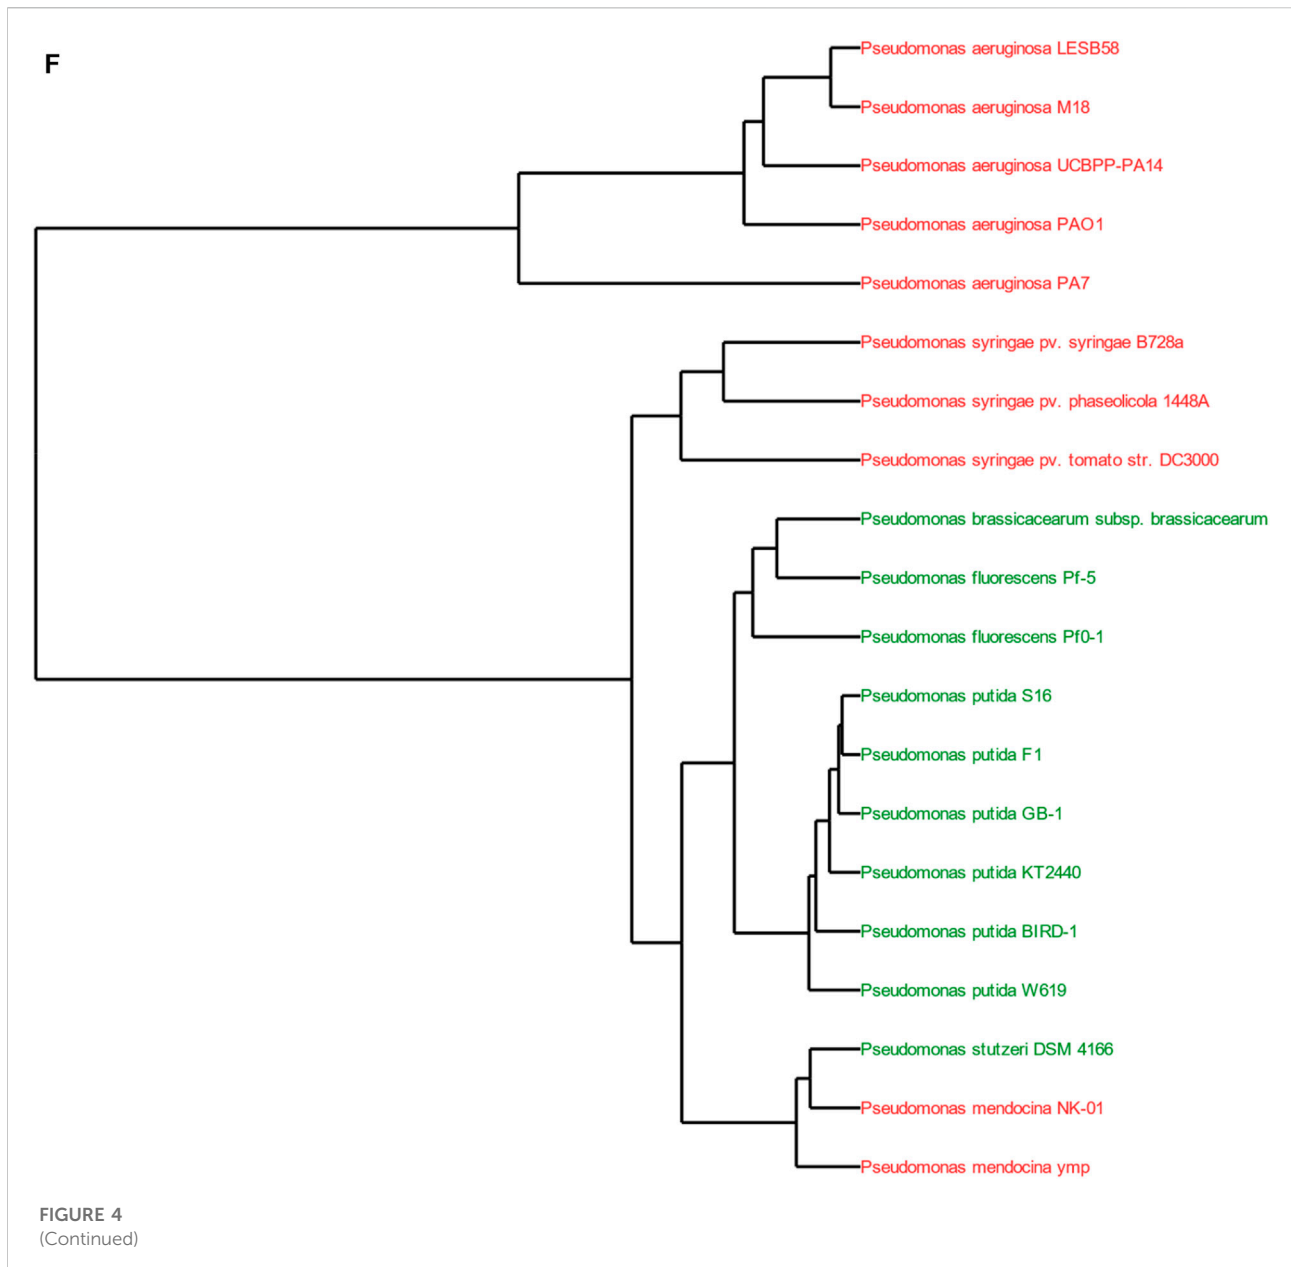 F
Pseudomonas aeruginosa LESB58
Pseudomonas aeruginosa M18
Pseudomonas aeruginosa UCBPP-PA14
Pseudomonas aeruginosa PAO1
Pseudomonas aeruginosa PA7
Pseudomonas syringae pv. syringae B728a
Pseudomonas syringae pv. phaseolicola 1448A
Pseudomonas syringae pv. tomato str. DC3000
Pseudomonas brassicacearum subsp. brassicacearum
Pseudomonas fluorescens Pf-5
Pseudomonas fluorescens Pf0-1
Pseudomonas putida S16
Pseudomonas putida F1
Pseudomonas putida GB-1
Pseudomonas putida KT2440
Pseudomonas putida BIRD-1
Pseudomonas putida W619
Pseudomonas stutzeri DSM 4166
Pseudomonas mendocina NK-01
Pseudomonas mendocina ymp
FIGURE 4
(Continued)